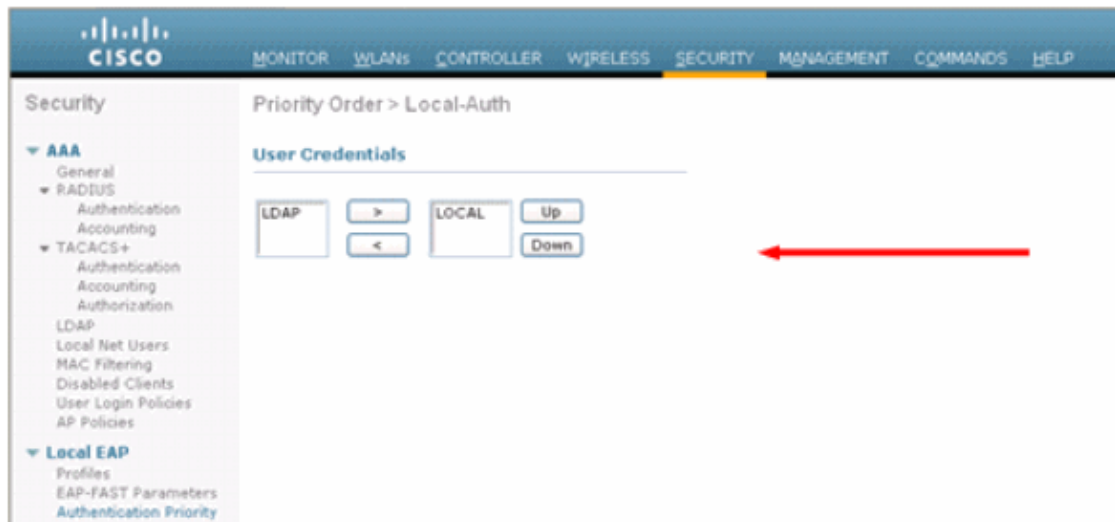 CISCO
MONITOR WLANs CONTROLLER WIRELESS SECURITY MANAGEMENT COMMANDS HELP
Security
AAA
General
RADIUS
Authentication
Accounting
TACACS+
Authentication
Accounting
Authorization
LDAP
Local Net Users
MAC Filtering
Disabled Clients
User Login Policies
AP Policies
Local EAP
Profiles
EAP-FAST Parameters
Authentication Priority
Priority Order > Local-Auth
User Credentials
LDAP > LOCAL Up
< Down